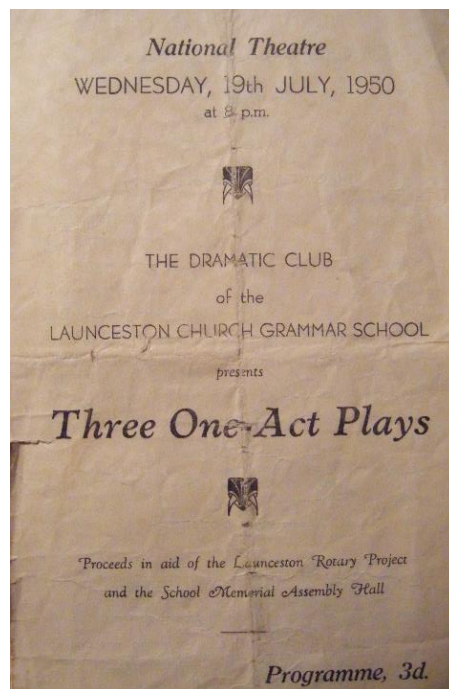 National Theatre
WEDNESDAY, 19th JULY, 1950
at 8 p.m.
THE DRAMATIC CLUB
of the
LAUNCESTON CHURCH GRAMMAR SCHOOL
presents
Three One-Act Plays
Proceeds in aid of the Launceston Rotary Project
and the School Memorial Assembly Hall
Programme, 3d.